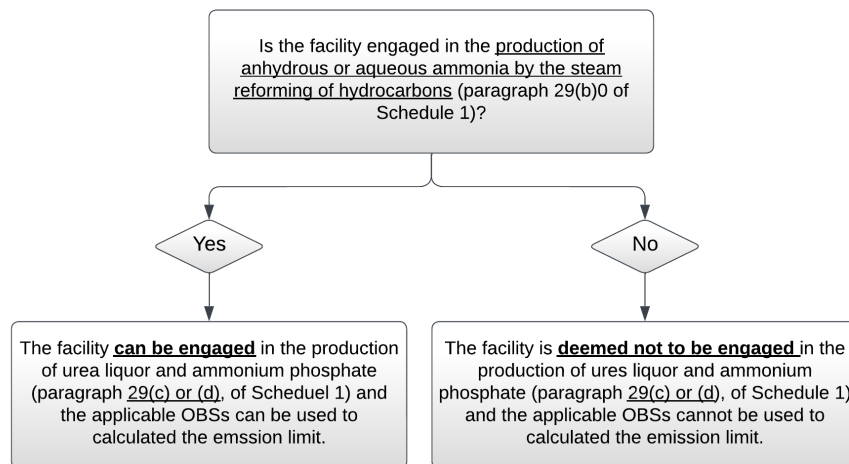 Is the facility engaged in the production of
anhydrous or aqueous ammonia by the steam
reforming of hydrocarbons (paragraph 29(b)0 of
Schedule 1)?
Yes
No
The facility can be engaged in the production
of urea liquor and ammonium phosphate
(paragraph 29(c) or (d), of Scheduel 1) and
the applicable OBSs can be used to
calculated the emssion limit.
The facility is deemed not to be engaged in the
production of ures liquor and ammonium
phosphate (paragraph 29(c) or (d), of Schedule 1)
and the applicable OBSs cannot be used to
calculated the emission limit.